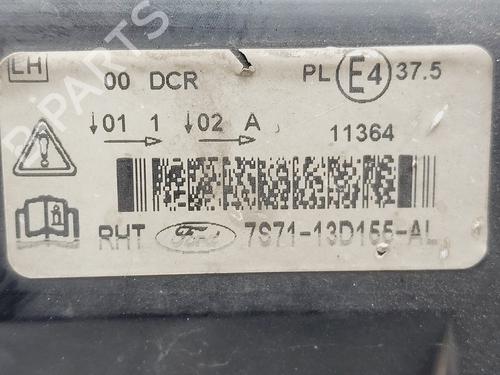 LH
00 DCR
PL E4 37.5
↓01 1 → ↓02 A →
11364
RHT Ford 7S71-13D155-AL
B-PARTS